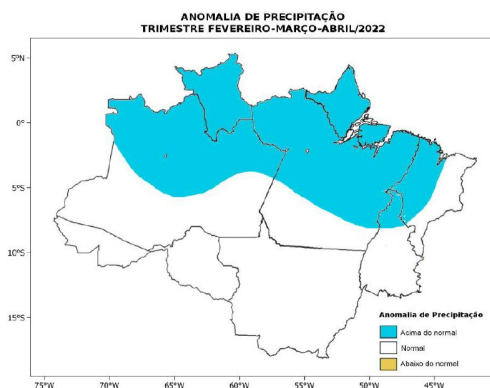 ANOMALIA DE PRECIPITAÇÃO
TRIMESTRE FEVEREIRO-MARÇO-ABRIL/2022
5°N
0°
5°S
10°S
15°S
75°W 70°W 65°W 60°W 55°W 50°W 45°W
Anomalia de Precipitação
Acima do normal
Normal
Abaixo do normal